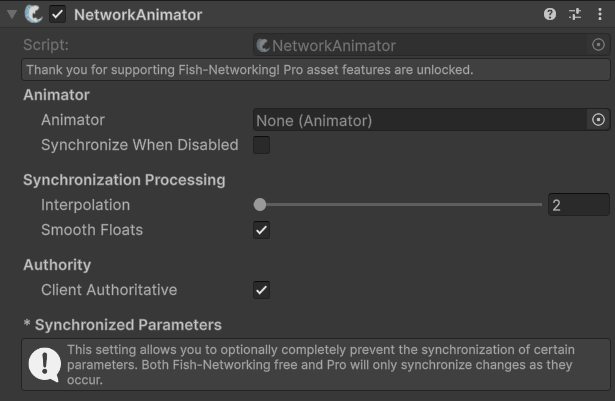 NetworkAnimator
Script: NetworkAnimator
Thank you for supporting Fish-Networking! Pro asset features are unlocked.
Animator
Animator None (Animator)
Synchronize When Disabled
Synchronization Processing
Interpolation 2
Smooth Floats
Authority
Client Authoritative
* Synchronized Parameters
This setting allows you to optionally completely prevent the synchronization of certain
parameters. Both Fish-Networking free and Pro will only synchronize changes as they
occur.